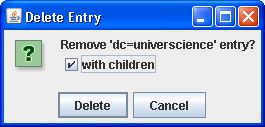 Delete Entry
Remove 'dc=universcience' entry?
with children
Delete
Cancel